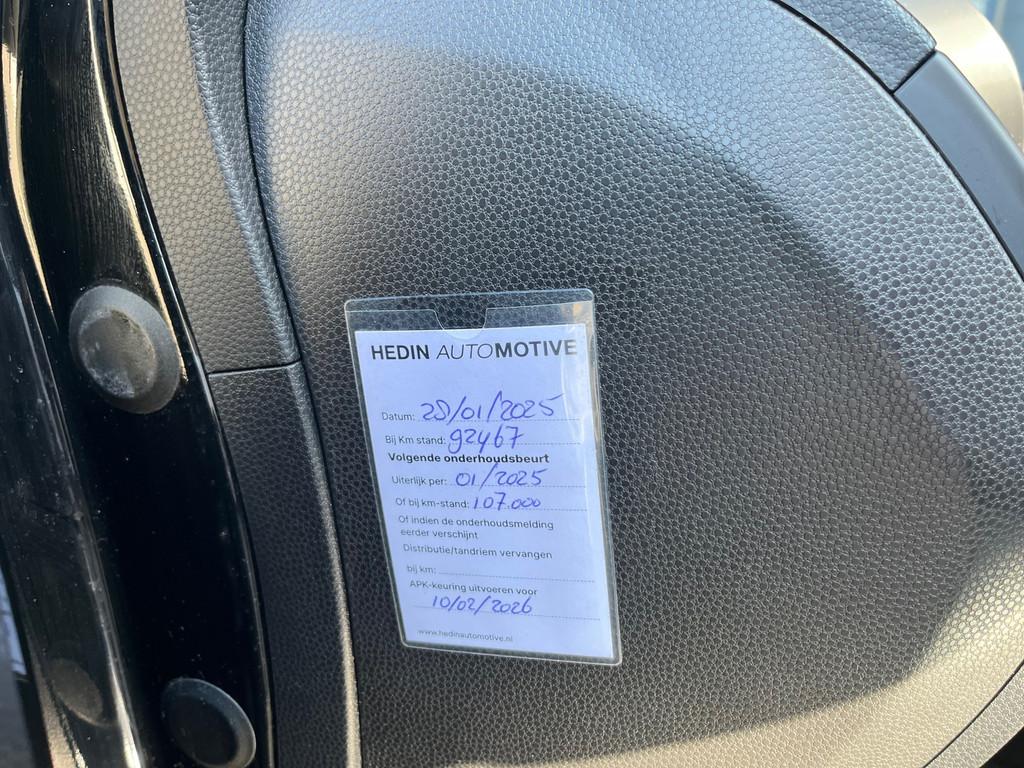 HEDIN AUTOMOTIVE
Datum: 28/01/2025
Bij Km stand: 92467
Volgende onderhoudsbeurt
Uiterlijk per: 01/2025
Of bij km-stand: 107.000
Of indien de onderhoudsmelding
eerder verschijnt
Distributie/tandriem vervangen
bij km:
APK-keuring uitvoeren voor
10/02/2026
www.hedinautomotive.nl